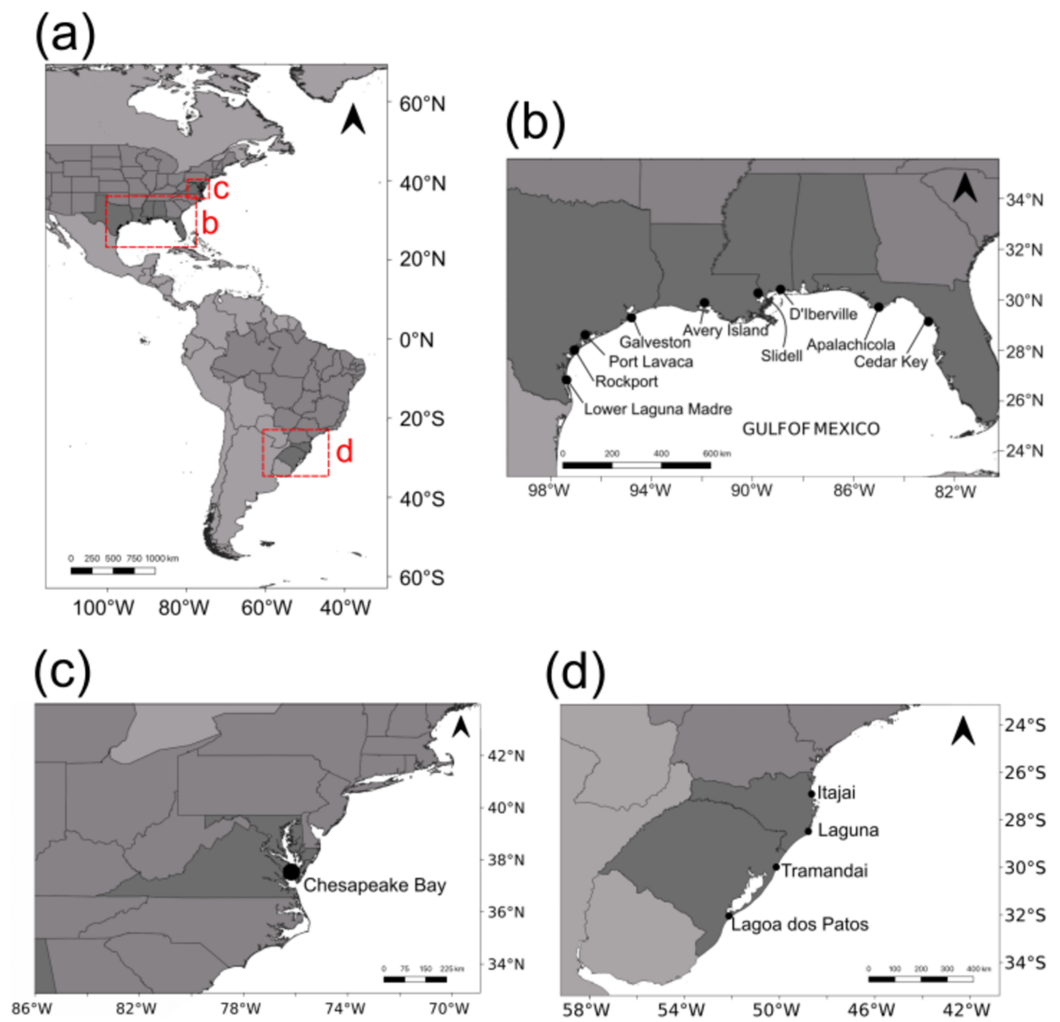 (a)
60°N
40°N
20°N
0°N
20°S
40°S
60°S
c
b
d
0 250 500 750 1000 km
100°W 80°W 60°W 40°W
(b)
34°N
32°N
30°N
28°N
26°N
24°N
D'Iberville
Avery Island
Galveston
Slidell
Apalachicola
Port Lavaca
Cedar Key
Rockport
Lower Laguna Madre
GULF OF MEXICO
0 200 400 600 km
98°W 94°W 90°W 86°W 82°W
(c)
42°N
40°N
38°N
36°N
34°N
Chesapeake Bay
0 75 150 225 km
86°W 82°W 78°W 74°W 70°W
(d)
24°S
26°S
28°S
30°S
32°S
34°S
Itajai
Laguna
Tramandai
Lagoa dos Patos
0 100 200 300 400 km
58°W 54°W 50°W 46°W 42°W